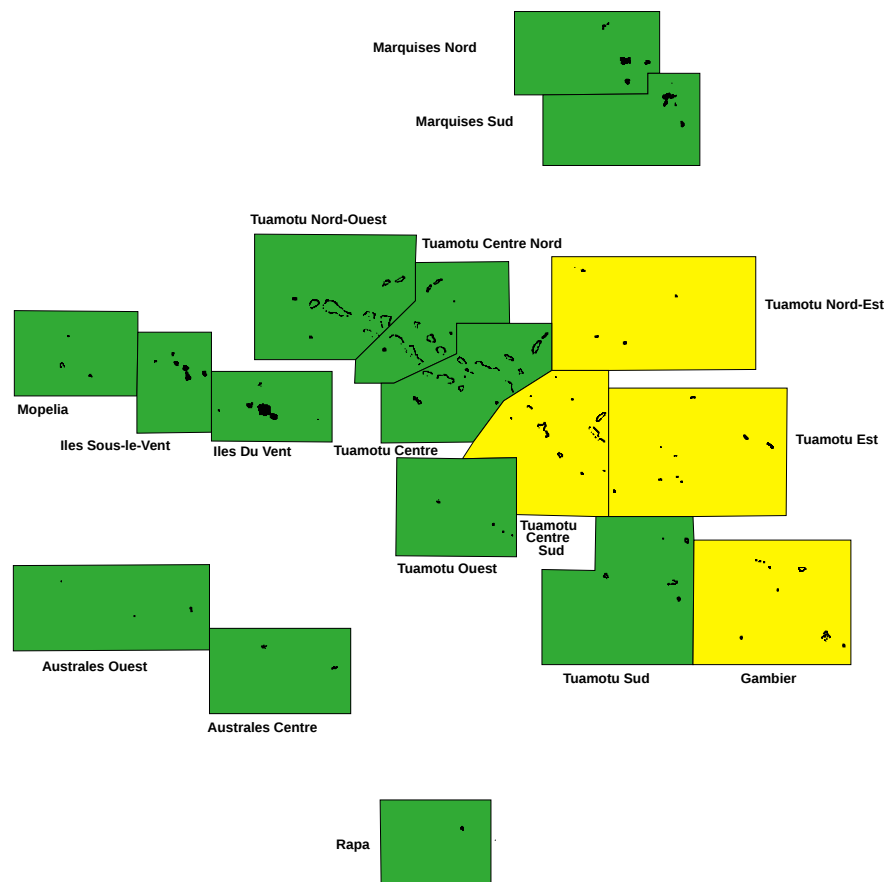 Marquises Nord
Marquises Sud
Tuamotu Nord-Ouest
Tuamotu Centre Nord
Tuamotu Nord-Est
Mopelia
Iles Sous-le-Vent
Iles Du Vent
Tuamotu Centre
Tuamotu Est
Tuamotu
Centre
Sud
Tuamotu Ouest
Australes Ouest
Tuamotu Sud
Gambier
Australes Centre
Rapa